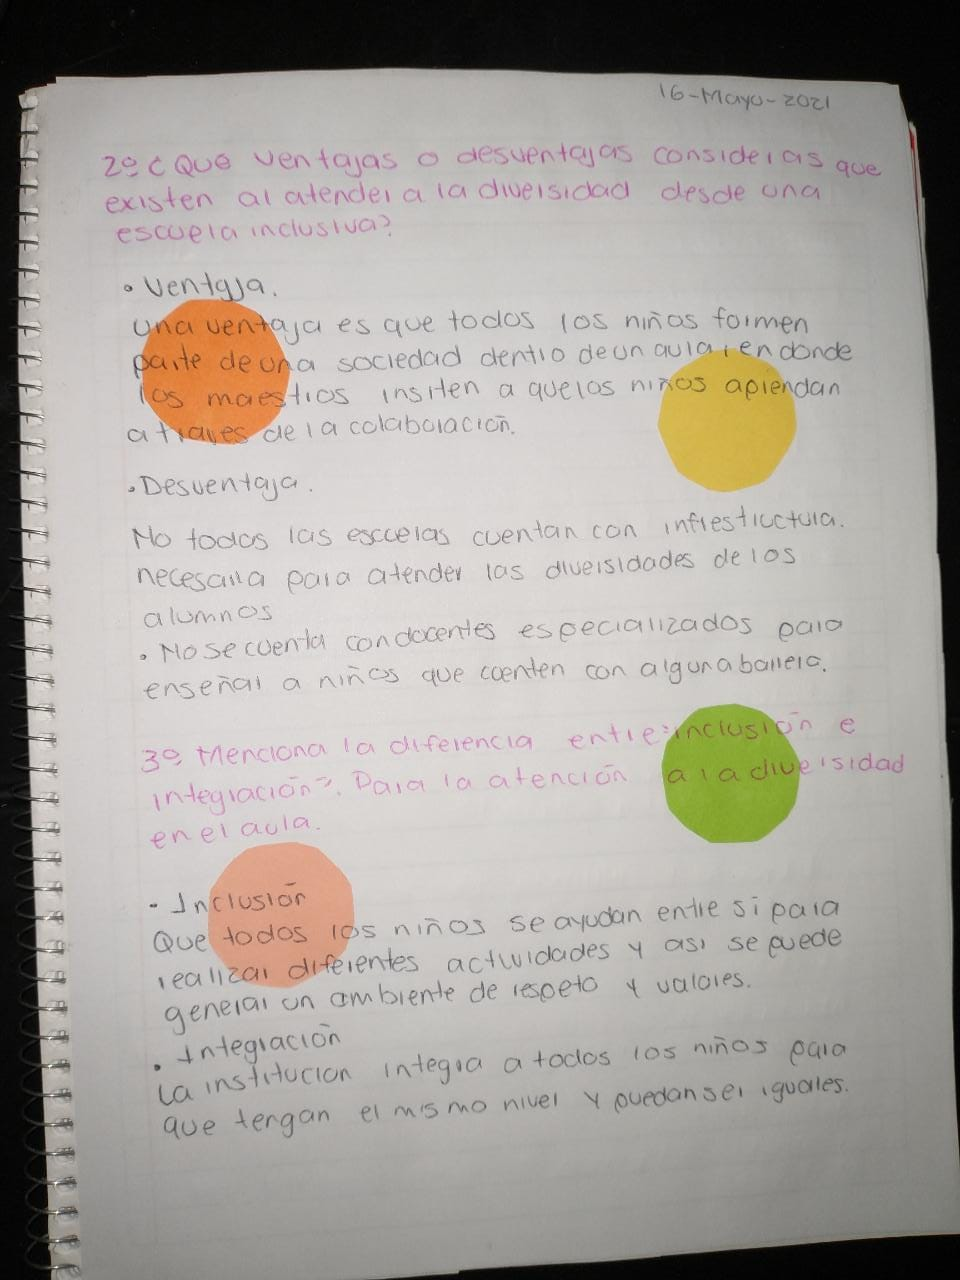 16-Mayo-2021
2º ¿Qué ventajas o desventajas consideras que
existen al atender a la diversidad desde una
escuela inclusiva?
• Ventaja.
Una ventaja es que todos los niños formen
parte de una sociedad dentro de un aula, en donde
los maestros insiten a que los niños aprendan
a traves de la colaboración.
• Desventaja.
No todas las escuelas cuentan con infrestructura.
necesaria para atender las diversidades de los
alumnos
• No se cuenta con docentes especializados para
enseñar a niños que cuenten con alguna barrera.
3º. Menciona la diferencia entre: inclusión e
integración?. Para la atención a la diversidad
en el aula.
- Inclusión
Que todos los niños se ayudan entre si para
realizar diferentes actividades y asi se puede
generar un ambiente de respeto y valores.
• Integración
La institucion integra a todos los niños para
que tengan el mismo nivel y puedan ser iguales.